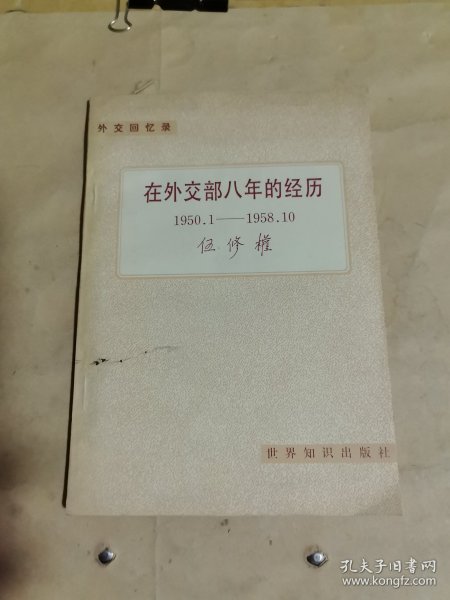 外交回忆录
在外交部八年的经历
1950.1——1958.10
伍修权
世界知识出版社
孔夫子旧书网
www.kongfz.com